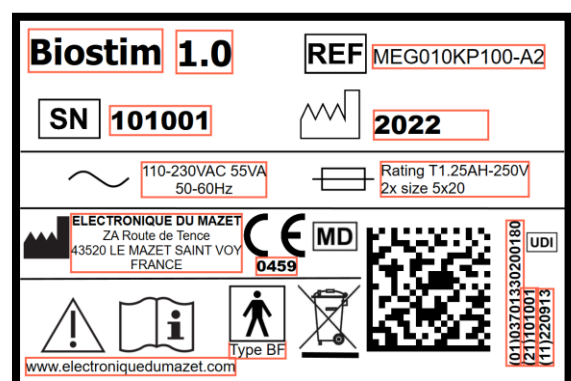 Biostim 1.0
REF MEG010KP100-A2
SN 101001
2022
110-230VAC 55VA
50-60Hz
Rating T1.25AH-250V
2x size 5x20
ELECTRONIQUE DU MAZET
ZA Route de Tence
43520 LE MAZET SAINT VOY
FRANCE
CE
0459
MD
UDI
(01)03701330200180
(21)101001
(11)220913
i
Type BF
www.electroniquedumazet.com